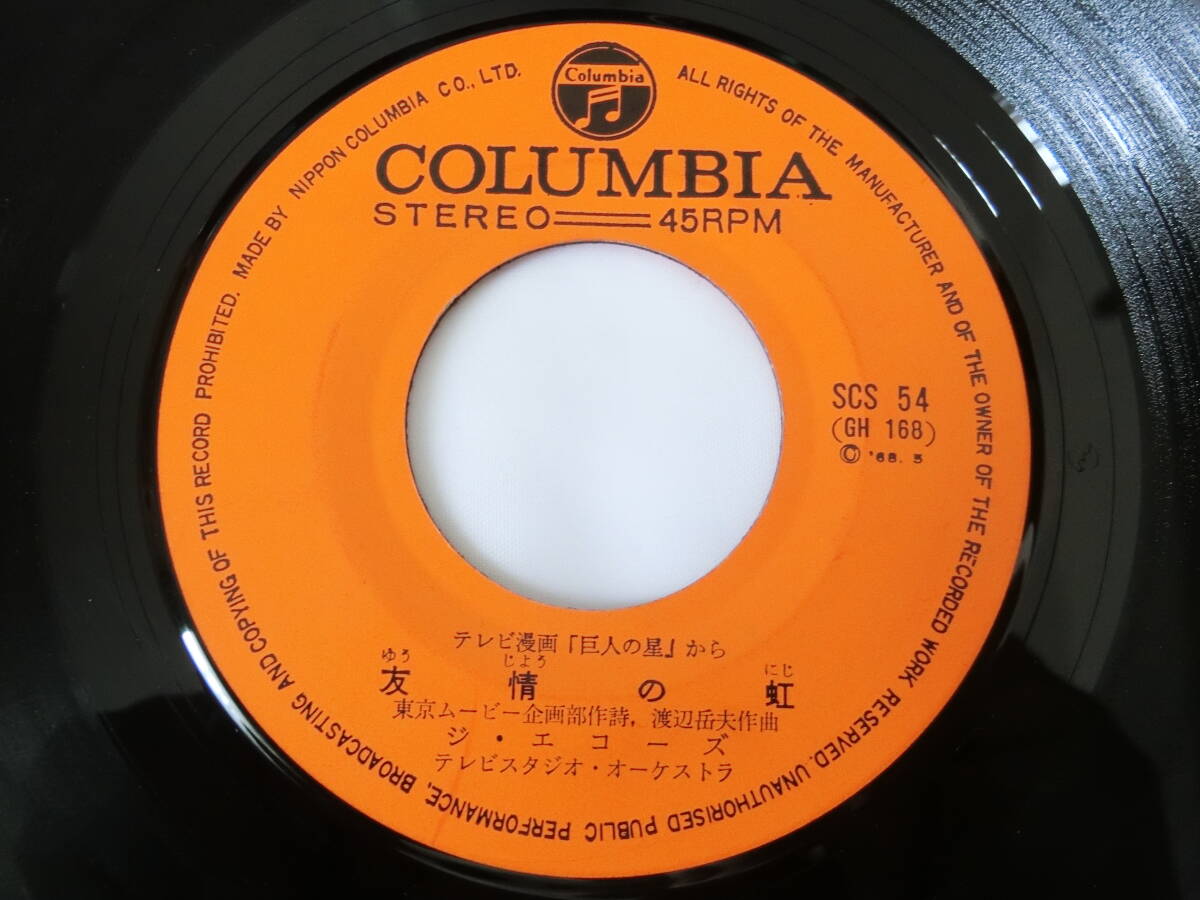 Columbia
COLUMBIA
STEREO 45RPM
SCS 54
(GH 168)
Ⓒ '68. 5
テレビ漫画「巨人の星」から
ゆう じよう にじ
友情の虹
東京ムービー企画部作詩, 渡辺岳夫作曲
ジ・エコーズ
テレビスタジオ・オーケストラ
ALL RIGHTS OF THE MANUFACTURER AND OF THE OWNER OF THE RECORDED WORK RESERVED. UNAUTHORISED PUBLIC PERFORMANCE, BROADCASTING AND COPYING OF THIS RECORD PROHIBITED. MADE BY NIPPON COLUMBIA CO., LTD.